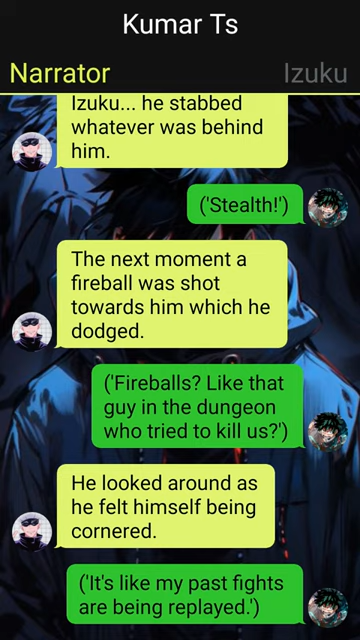 Kumar Ts
Narrator Izuku
Izuku... he stabbed
whatever was behind
him.
('Stealth!')
The next moment a
fireball was shot
towards him which he
dodged.
('Fireballs? Like that
guy in the dungeon
who tried to kill us?')
He looked around as
he felt himself being
cornered.
('It's like my past fights
are being replayed.')